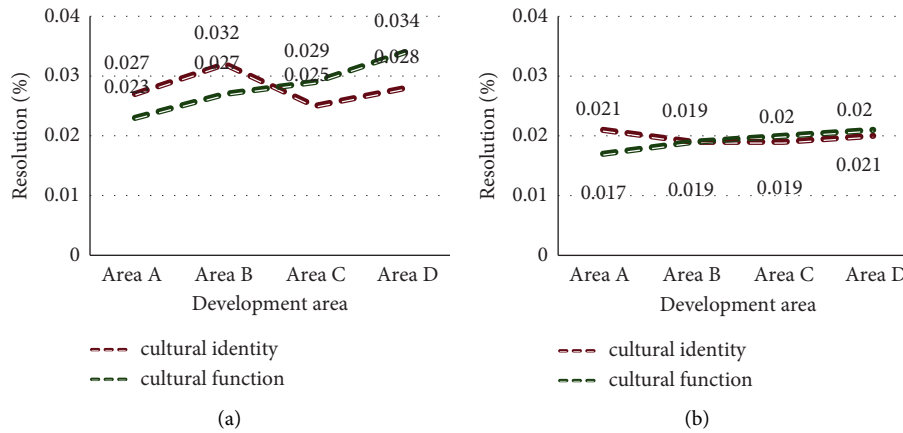 0.04
0.03
0.02
0.01
0
Resolution (%)
0.027
0.023
0.032
0.027
0.029
0.025
0.034
0.028
Area A Area B Area C Area D
Development area
cultural identity
cultural function
(a)
0.04
0.03
0.02
0.01
0
Resolution (%)
0.021 0.019 0.02 0.02
0.017 0.019 0.019 0.021
Area A Area B Area C Area D
Development area
cultural identity
cultural function
(b)